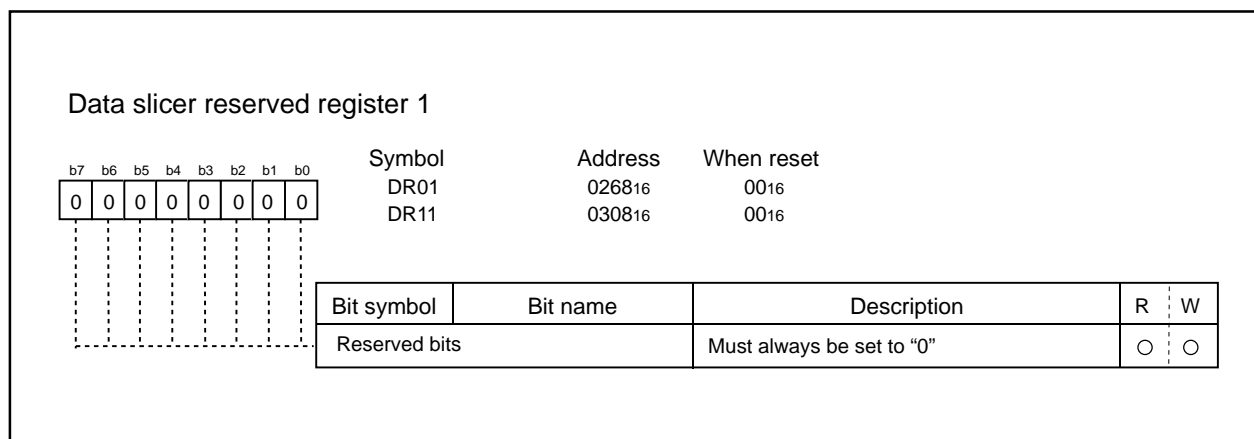 Data slicer reserved register 1
b7 b6 b5 b4 b3 b2 b1 b0
0 0 0 0 0 0 0 0
Symbol Address When reset
DR01 026816 0016
DR11 030816 0016
Bit symbol Bit name Description R W
Reserved bits Must always be set to “0” ○ ○